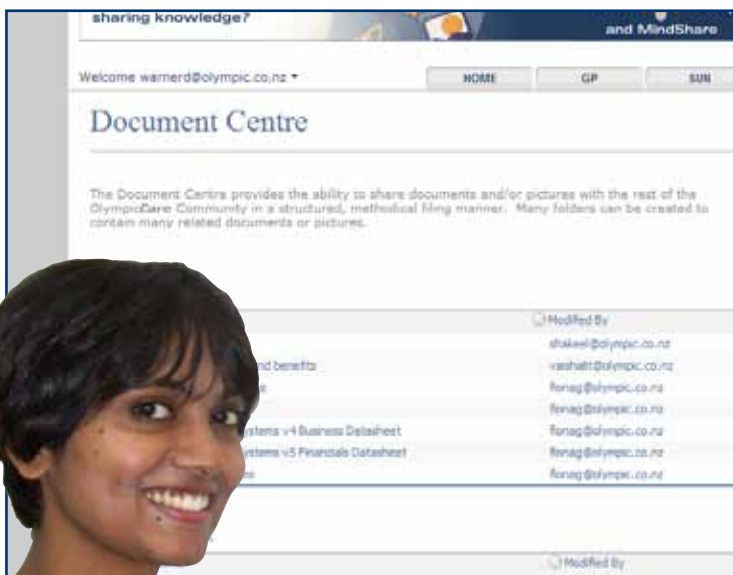 sharing knowledge?
and MindShare
Welcome warnerd@olympic.co.nz
HOME GP SUN
Document Centre
The Document Centre provides the ability to share documents and/or pictures with the rest of the
OlympicCare Community in a structured, methodical filing manner. Many folders can be created to
contain many related documents or pictures.
Modified By
shakeel@olympic.co.nz
nd benefits
fionag@olympic.co.nz
fionag@olympic.co.nz
ystems v4 Business Datasheet fionag@olympic.co.nz
ystems v5 Financials Datasheet fionag@olympic.co.nz
fionag@olympic.co.nz
Modified By